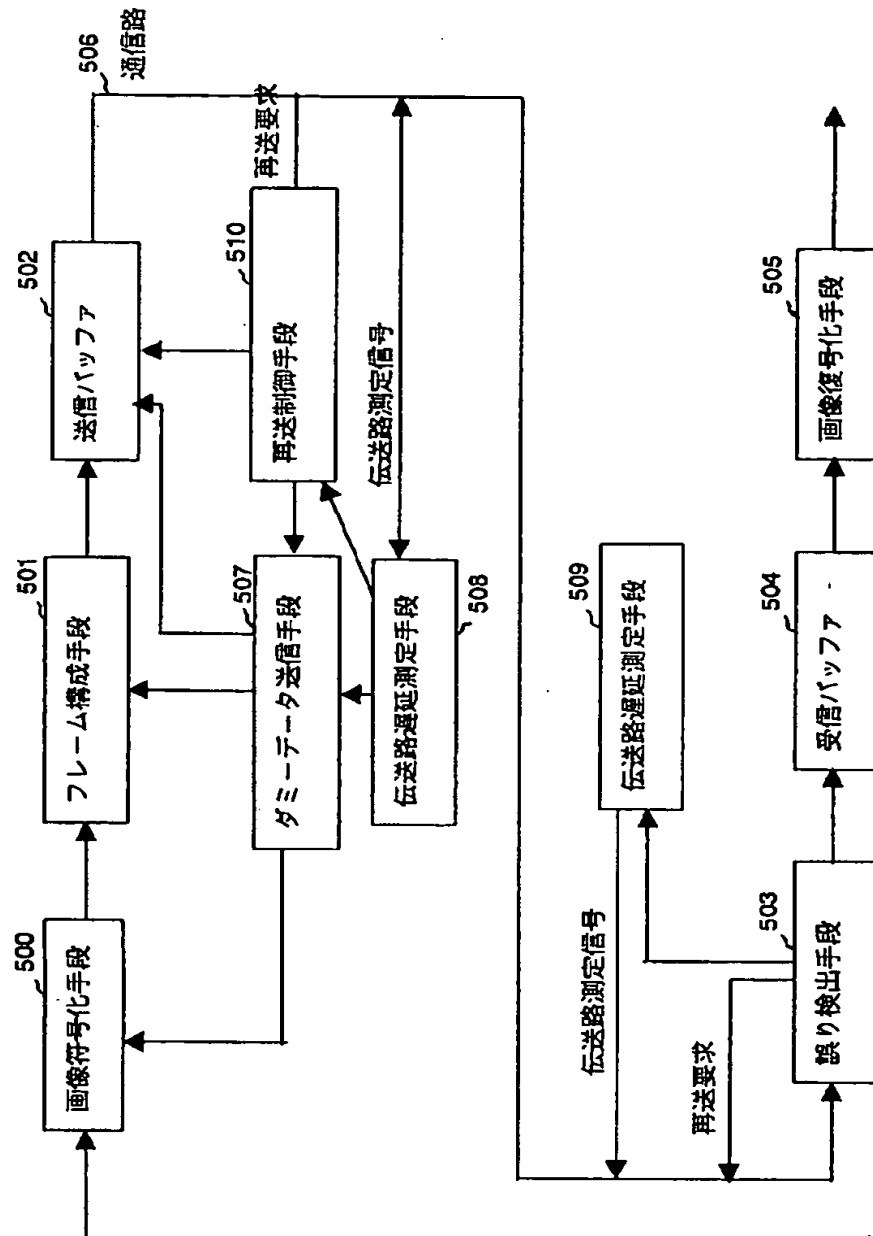 500
画像符号化手段
501
フレーム構成手段
502
送信バッファ
506
通信路
507
ダミーデータ送信手段
510
再送制御手段
再送要求
508
伝送路遅延測定手段
伝送路測定信号
509
伝送路遅延測定手段
伝送路測定信号
再送要求
503
誤り検出手段
504
受信バッファ
505
画像復号化手段